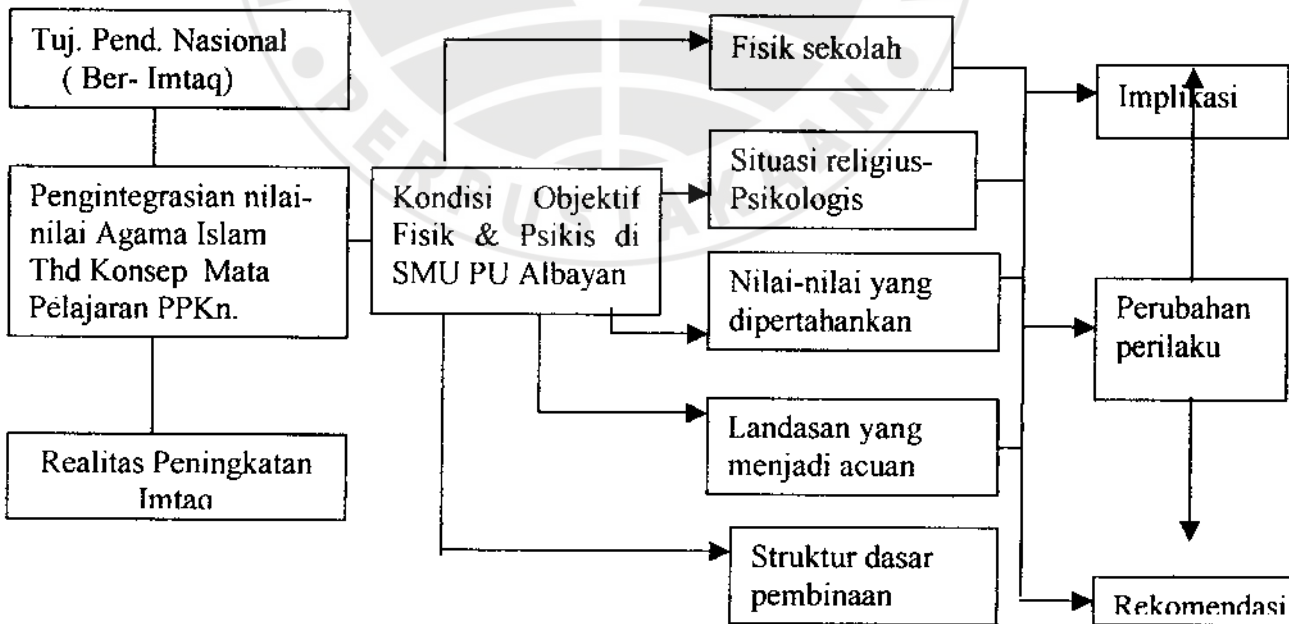 Tuj. Pend. Nasional
( Ber- Imtaq)
Pengintegrasian nilai-
nilai Agama Islam
Thd Konsep Mata
Pelajaran PPKn.
Realitas Peningkatan
Imtaq
Kondisi Objektif
Fisik & Psikis di
SMU PU Albayan
Fisik sekolah
Situasi religius-
Psikologis
Nilai-nilai yang
dipertahankan
Landasan yang
menjadi acuan
Struktur dasar
pembinaan
Implikasi
Perubahan
perilaku
Rekomendasi
PERPUSTAKAAN